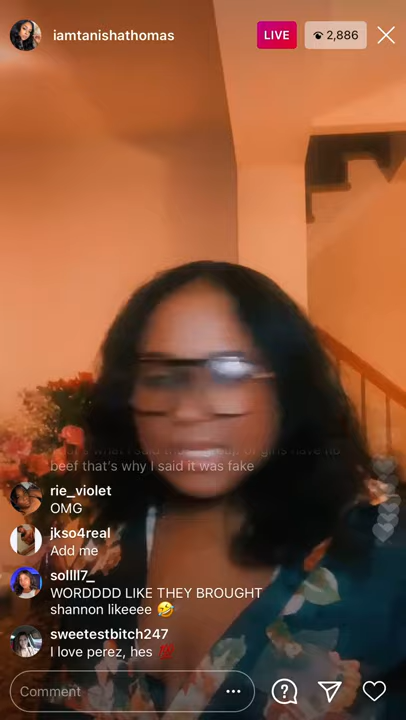 iamtanishathomas
LIVE
2,886
beef that's why I said it was fake
rie_violet
OMG
jkso4real
Add me
sollll7_
WORDDDD LIKE THEY BROUGHT
shannon likeeee 🤣
sweetestbitch247
I love perez, hes 💯
Comment